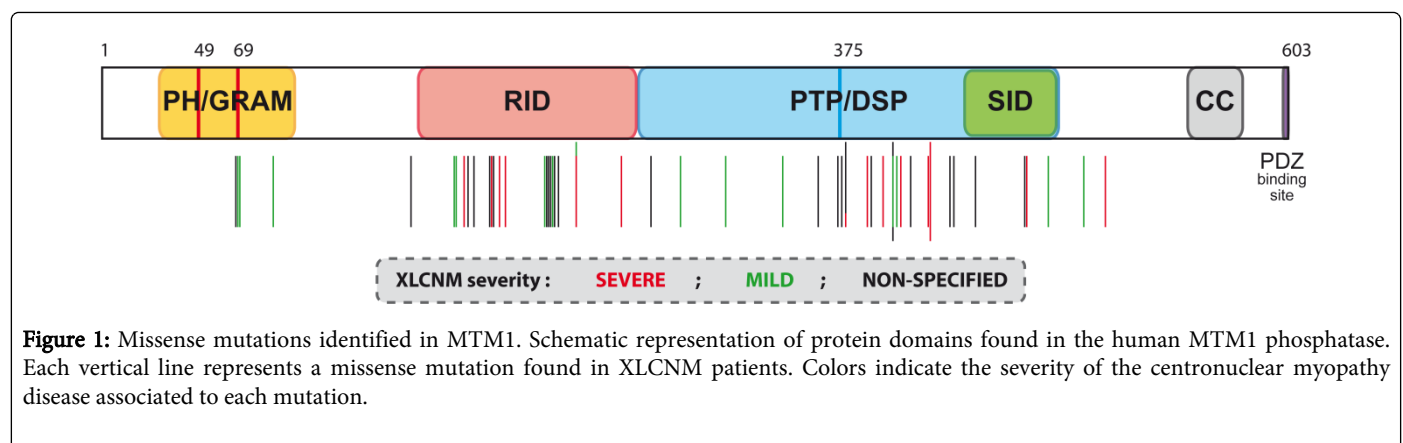 1 49 69 375 603
PH/GRAM RID PTP/DSP SID CC
PDZ
binding
site
XLCNM severity : SEVERE ; MILD ; NON-SPECIFIED
Figure 1: Missense mutations identified in MTM1. Schematic representation of protein domains found in the human MTM1 phosphatase.
Each vertical line represents a missense mutation found in XLCNM patients. Colors indicate the severity of the centronuclear myopathy
disease associated to each mutation.